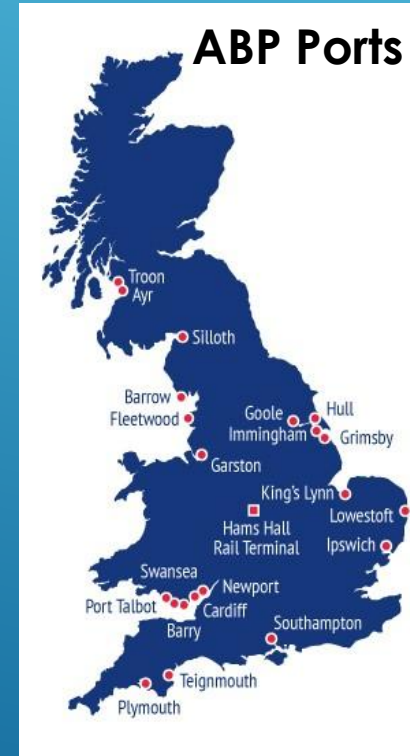 ABP Ports
Troon
Ayr
Silloth
Barrow
Fleetwood
Goole
Hull
Immingham
Grimsby
Garston
King's Lynn
Lowestoft
Hams Hall
Rail Terminal
Ipswich
Swansea
Newport
Port Talbot
Cardiff
Barry
Southampton
Teignmouth
Plymouth